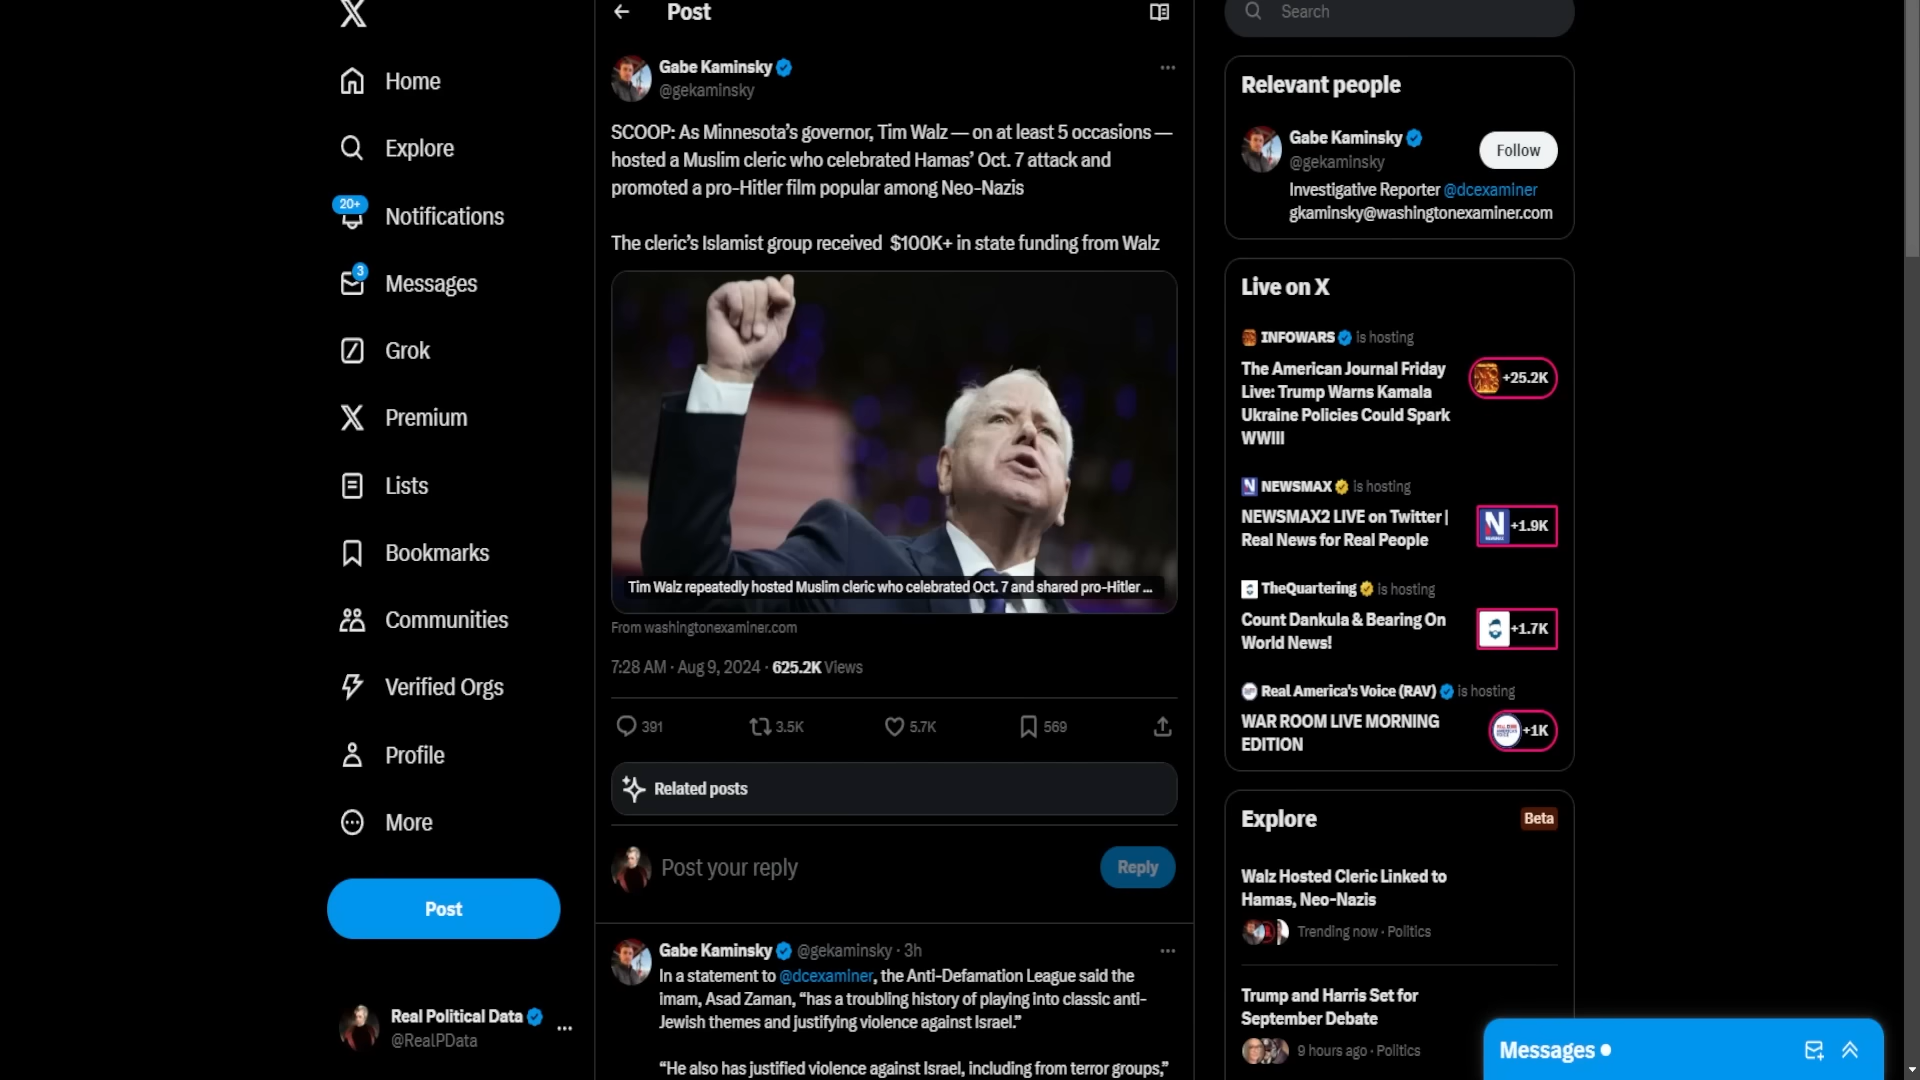 Home
Explore
20+
Notifications
3
Messages
Grok
Premium
Lists
Bookmarks
Communities
Verified Orgs
Profile
More
Post
Real Political Data
@RealPData
Post
Gabe Kaminsky
@gekaminsky
SCOOP: As Minnesota’s governor, Tim Walz — on at least 5 occasions —
hosted a Muslim cleric who celebrated Hamas’ Oct. 7 attack and
promoted a pro-Hitler film popular among Neo-Nazis
The cleric’s Islamist group received $100K+ in state funding from Walz
Tim Walz repeatedly hosted Muslim cleric who celebrated Oct. 7 and shared pro-Hitler ...
From washingtonexaminer.com
7:28 AM · Aug 9, 2024 · 625.2K Views
391 3.5K 5.7K 569
Related posts
Post your reply
Reply
Gabe Kaminsky @gekaminsky · 3h
In a statement to @dcexaminer, the Anti-Defamation League said the
imam, Asad Zaman, “has a troubling history of playing into classic anti-
Jewish themes and justifying violence against Israel.”
“He also has justified violence against Israel, including from terror groups,”
Search
Relevant people
Gabe Kaminsky
@gekaminsky
Follow
Investigative Reporter @dcexaminer
gkaminsky@washingtonexaminer.com
Live on X
INFOWARS is hosting
The American Journal Friday
Live: Trump Warns Kamala
Ukraine Policies Could Spark
WWIII
+25.2K
NEWSMAX is hosting
NEWSMAX2 LIVE on Twitter |
Real News for Real People
+1.9K
TheQuartering is hosting
Count Dankula & Bearing On
World News!
+1.7K
Real America's Voice (RAV) is hosting
WAR ROOM LIVE MORNING
EDITION
+1K
Explore
Beta
Walz Hosted Cleric Linked to
Hamas, Neo-Nazis
Trending now · Politics
Trump and Harris Set for
September Debate
9 hours ago · Politics
Messages